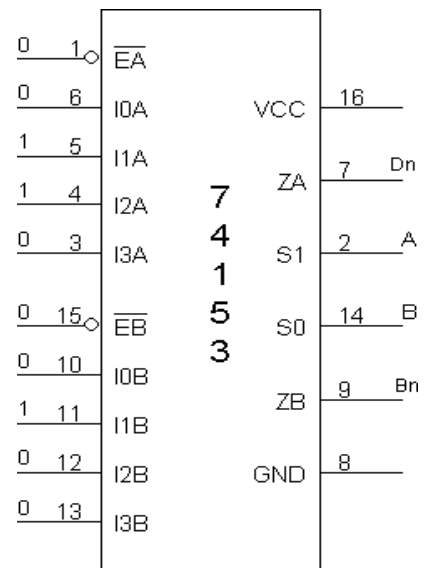 0 1 EA
0 6 I0A VCC 16
1 5 I1A
ZA 7 Dn
1 4 I2A
0 3 I3A S1 2 A
0 15 EB S0 14 B
0 10 I0B
ZB 9 Bn
1 11 I1B
0 12 I2B GND 8
0 13 I3B
7
4
1
5
3